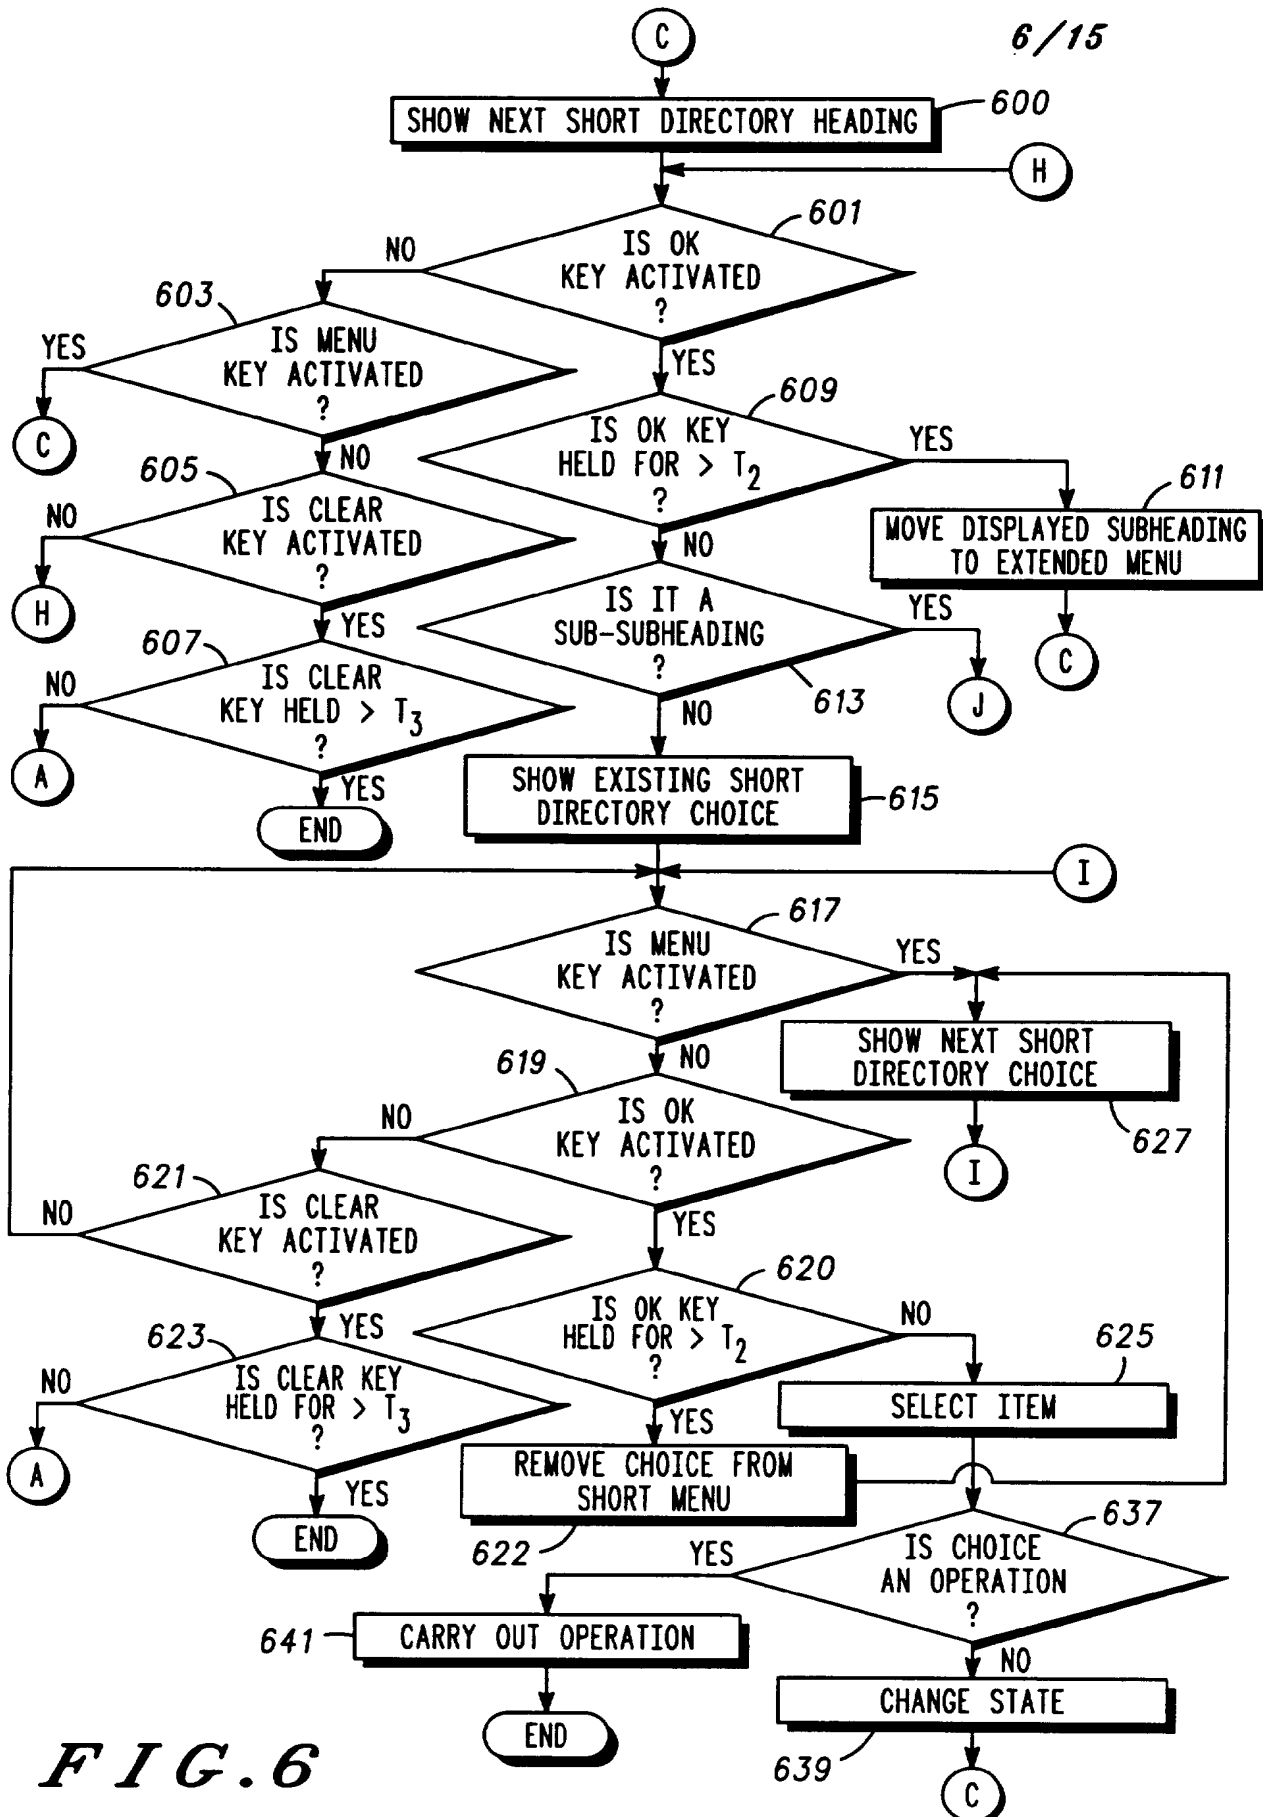 C
6/15
SHOW NEXT SHORT DIRECTORY HEADING
600
H
601
IS OK
KEY ACTIVATED
?
NO
YES
603
IS MENU
KEY ACTIVATED
?
YES
C
NO
609
IS OK KEY
HELD FOR > T2
?
YES
NO
611
MOVE DISPLAYED SUBHEADING
TO EXTENDED MENU
C
605
IS CLEAR
KEY ACTIVATED
?
NO
H
YES
IS IT A
SUB-SUBHEADING
?
YES
613
J
NO
607
IS CLEAR
KEY HELD > T3
?
NO
A
YES
END
SHOW EXISTING SHORT
DIRECTORY CHOICE
615
I
617
IS MENU
KEY ACTIVATED
?
YES
NO
SHOW NEXT SHORT
DIRECTORY CHOICE
627
I
619
IS OK
KEY ACTIVATED
?
NO
YES
621
IS CLEAR
KEY ACTIVATED
?
NO
YES
620
IS OK KEY
HELD FOR > T2
?
NO
YES
625
SELECT ITEM
623
IS CLEAR KEY
HELD FOR > T3
?
NO
A
YES
END
REMOVE CHOICE FROM
SHORT MENU
622
637
IS CHOICE
AN OPERATION
?
YES
NO
641
CARRY OUT OPERATION
END
CHANGE STATE
639
C
FIG.6